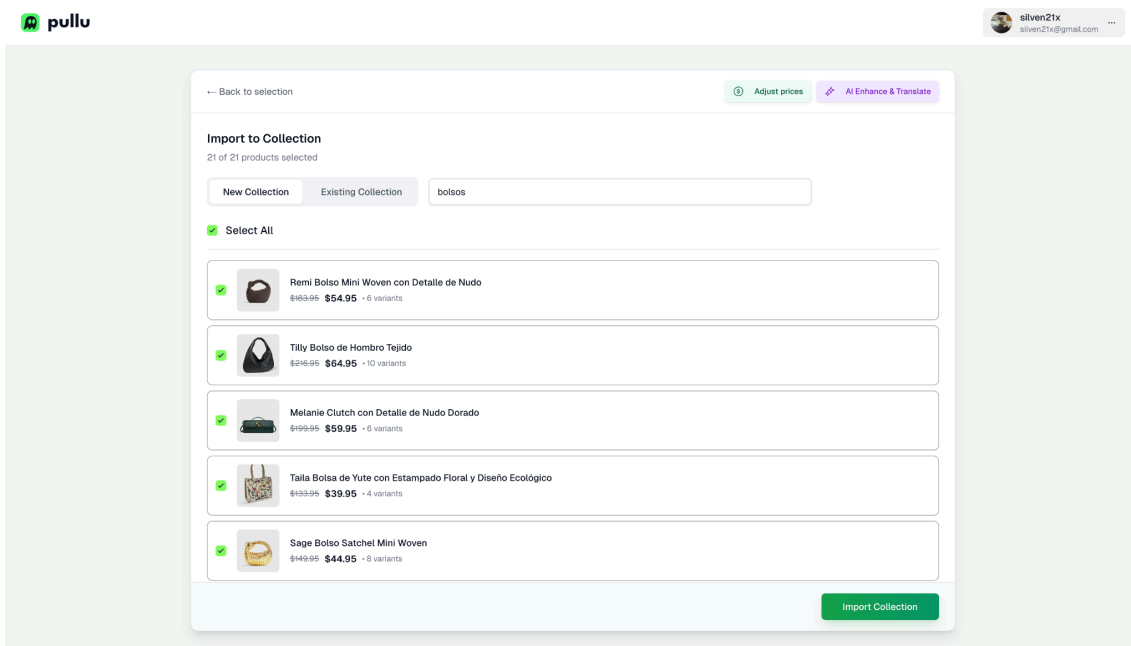 pullu
silven21x
silven21x@gmail.com
...
← Back to selection
Adjust prices
AI Enhance & Translate
Import to Collection
21 of 21 products selected
New Collection
Existing Collection
bolsos
Select All
Remi Bolso Mini Woven con Detalle de Nudo
$183.95 $54.95 • 6 variants
Tilly Bolso de Hombro Tejido
$216.95 $64.95 • 10 variants
Melanie Clutch con Detalle de Nudo Dorado
$199.95 $59.95 • 6 variants
Taila Bolsa de Yute con Estampado Floral y Diseño Ecológico
$133.95 $39.95 • 4 variants
Sage Bolso Satchel Mini Woven
$149.95 $44.95 • 8 variants
Import Collection